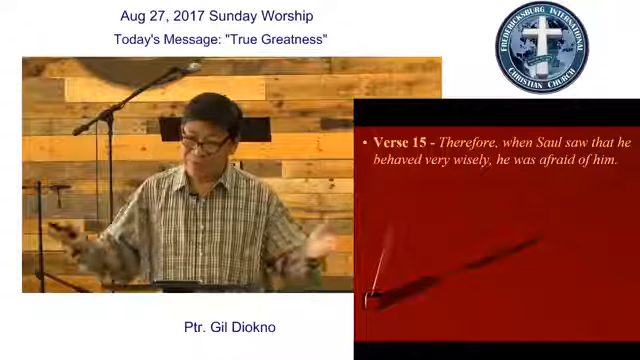 Aug 27, 2017 Sunday Worship
Today's Message: "True Greatness"
FREDERICKSBURG INTERNATIONAL
CHRISTIAN CHURCH
• Verse 15 - Therefore, when Saul saw that he
behaved very wisely, he was afraid of him.
Ptr. Gil Diokno